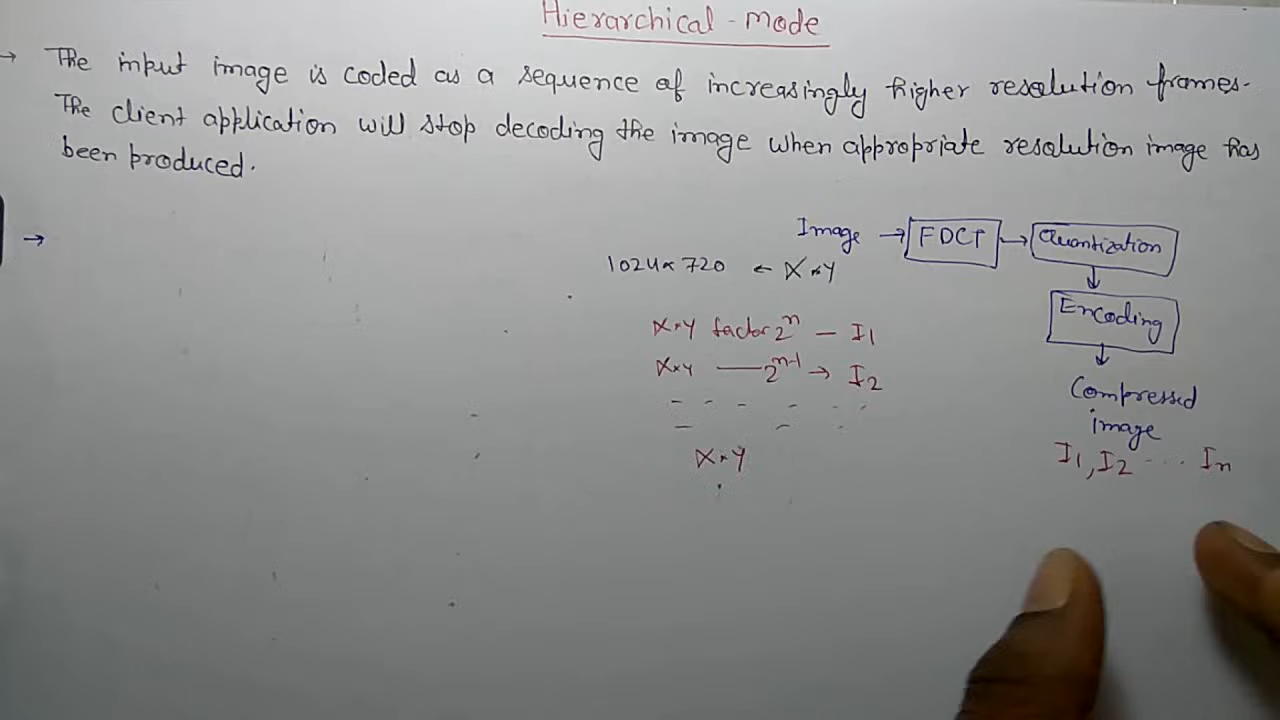 Hierarchical - mode
→ The input image is coded as a sequence of increasingly higher resolution frames.
The client application will stop decoding the image when appropriate resolution image has
been produced.
→
Image → FDCT → Quantization
1024 × 720 ← X × Y
Encoding
X × Y factor 2ⁿ — I₁
X × Y — 2ⁿ⁻¹ → I₂
Compressed
image
X × Y
I₁, I₂ ... Iₙ